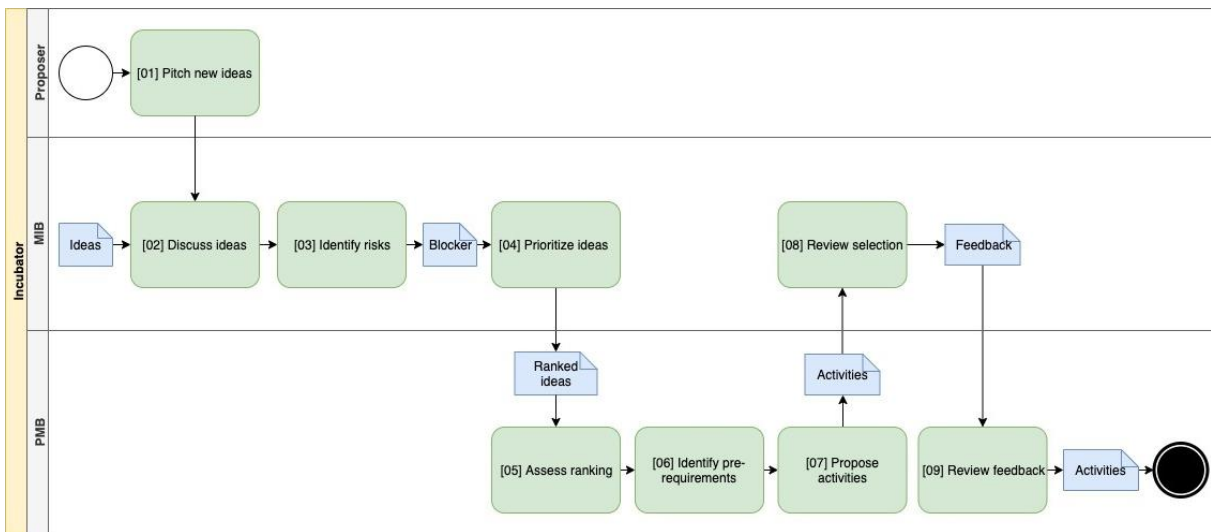 Incubator
Proposer
[01] Pitch new ideas
MIB
Ideas
[02] Discuss ideas
[03] Identify risks
Blocker
[04] Prioritize ideas
[08] Review selection
Feedback
PMB
Ranked
ideas
Activities
[05] Assess ranking
[06] Identify pre-
requirements
[07] Propose
activities
[09] Review feedback
Activities